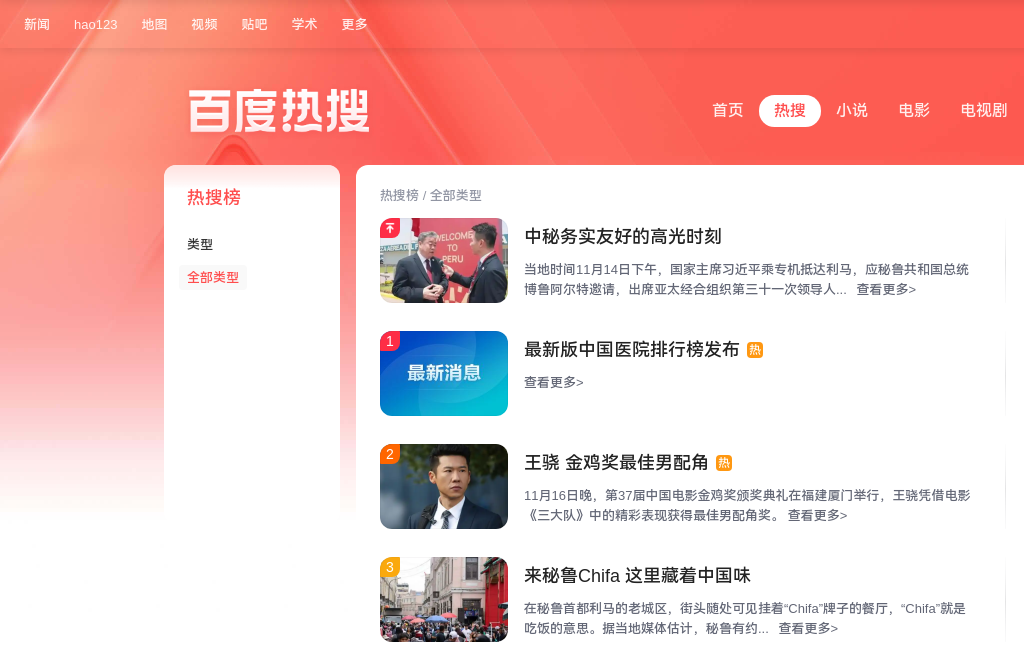 新闻 hao123 地图 视频 贴吧 学术 更多
百度热搜
首页 热搜 小说 电影 电视剧
热搜榜
类型
全部类型
热搜榜 / 全部类型
WELCOME
TO
PERU
中秘务实友好的高光时刻
当地时间11月14日下午，国家主席习近平乘专机抵达利马，应秘鲁共和国总统
博鲁阿尔特邀请，出席亚太经合组织第三十一次领导人... 查看更多>
1
最新消息
最新版中国医院排行榜发布 热
查看更多>
2
王骁 金鸡奖最佳男配角 热
11月16日晚，第37届中国电影金鸡奖颁奖典礼在福建厦门举行，王骁凭借电影
《三大队》中的精彩表现获得最佳男配角奖。 查看更多>
3
来秘鲁Chifa 这里藏着中国味
在秘鲁首都利马的老城区，街头随处可见挂着“Chifa”牌子的餐厅，“Chifa”就是
吃饭的意思。据当地媒体估计，秘鲁有约... 查看更多>